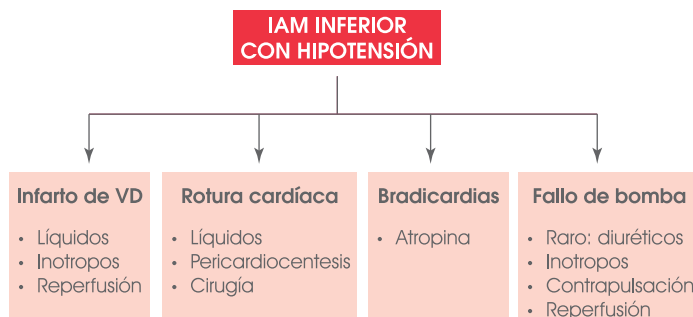 IAM INFERIOR
CON HIPOTENSIÓN
Infarto de VD
• Líquidos
• Inotropos
• Reperfusión
Rotura cardíaca
• Líquidos
• Pericardiocentesis
• Cirugía
Bradicardias
• Atropina
Fallo de bomba
• Raro: diuréticos
• Inotropos
• Contrapulsación
• Reperfusión